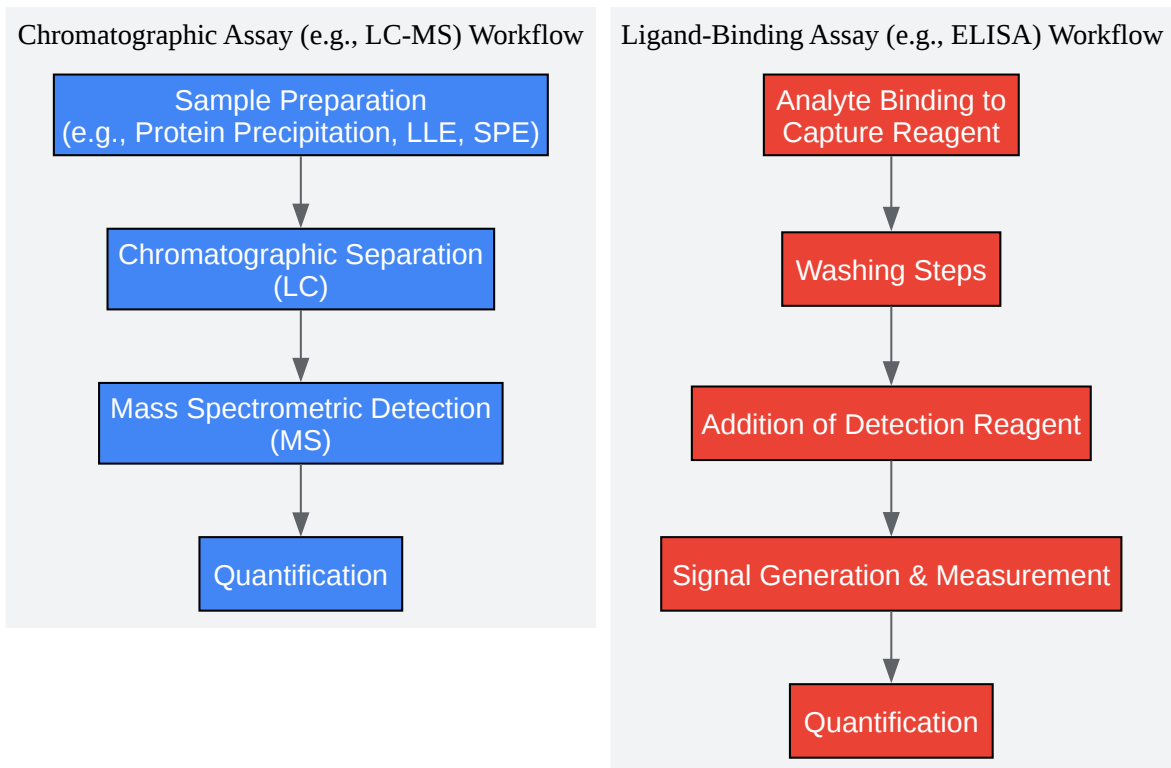 Chromatographic Assay (e.g., LC-MS) Workflow
Sample Preparation
(e.g., Protein Precipitation, LLE, SPE)
Chromatographic Separation
(LC)
Mass Spectrometric Detection
(MS)
Quantification
Ligand-Binding Assay (e.g., ELISA) Workflow
Analyte Binding to
Capture Reagent
Washing Steps
Addition of Detection Reagent
Signal Generation & Measurement
Quantification